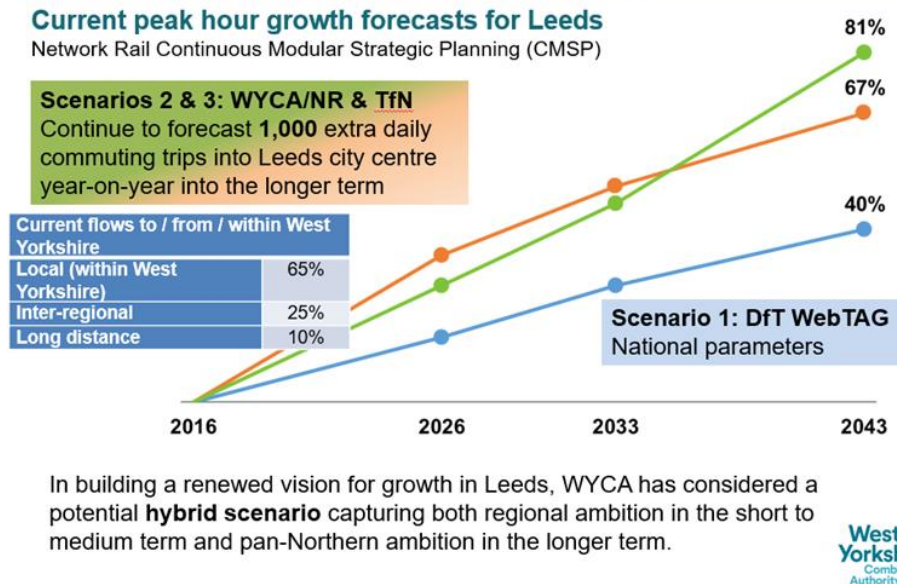 Current peak hour growth forecasts for Leeds
Network Rail Continuous Modular Strategic Planning (CMSP)
81%
67%
40%
Scenarios 2 & 3: WYCA/NR & TfN
Continue to forecast 1,000 extra daily
commuting trips into Leeds city centre
year-on-year into the longer term
Current flows to / from / within West
Yorkshire
Local (within West
Yorkshire)
65%
Inter-regional 25%
Long distance 10%
Scenario 1: DfT WebTAG
National parameters
2016 2026 2033 2043
In building a renewed vision for growth in Leeds, WYCA has considered a
potential hybrid scenario capturing both regional ambition in the short to
medium term and pan-Northern ambition in the longer term.
West
Yorksh
Comb
Authority